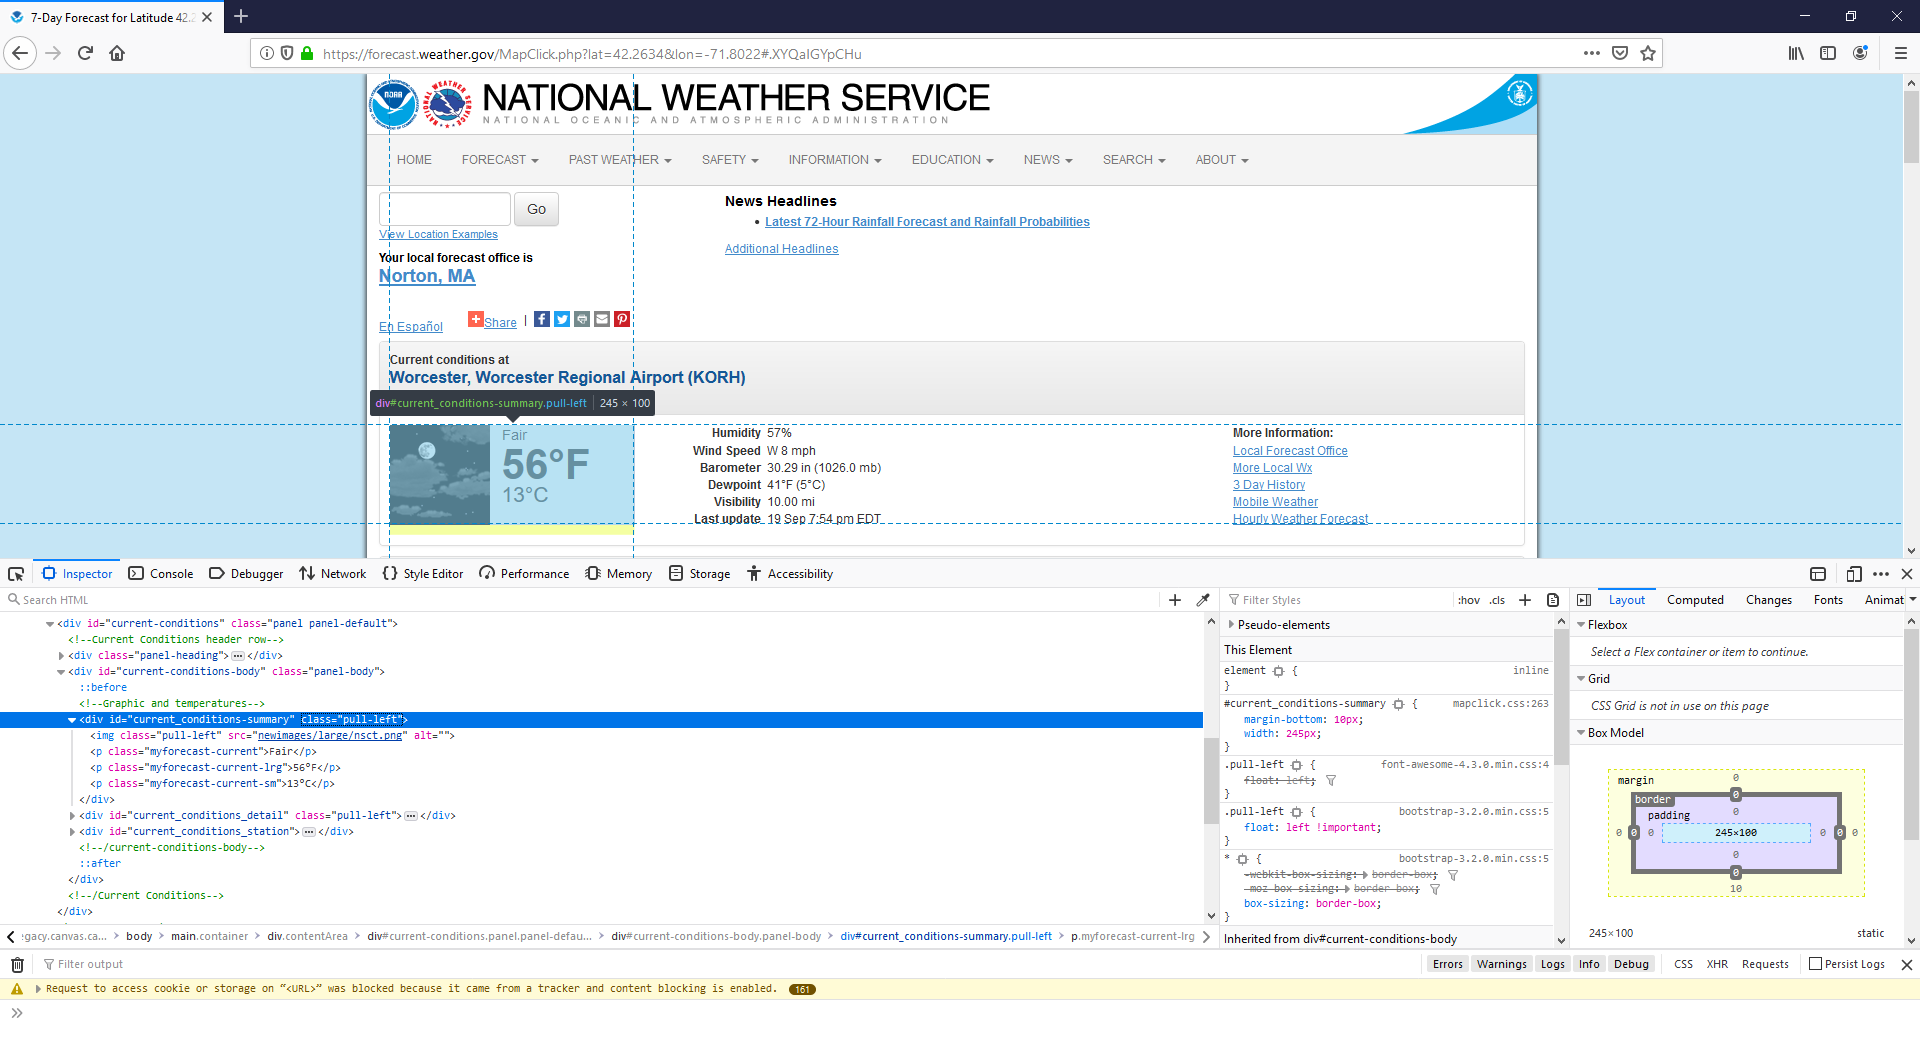 7-Day Forecast for Latitude 42.2
https://forecast.weather.gov/MapClick.php?lat=42.2634&lon=-71.8022#.XYQaIGYpCHu
NATIONAL WEATHER SERVICE
NATIONAL OCEANIC AND ATMOSPHERIC ADMINISTRATION
HOME FORECAST PAST WEATHER SAFETY INFORMATION EDUCATION NEWS SEARCH ABOUT
Go
View Location Examples
Your local forecast office is
Norton, MA
En Español
Share |
News Headlines
Latest 72-Hour Rainfall Forecast and Rainfall Probabilities
Additional Headlines
Current conditions at
Worcester, Worcester Regional Airport (KORH)
div#current_conditions-summary.pull-left 245 × 100
Fair
56°F
13°C
Humidity 57%
Wind Speed W 8 mph
Barometer 30.29 in (1026.0 mb)
Dewpoint 41°F (5°C)
Visibility 10.00 mi
Last update 19 Sep 7:54 pm EDT
More Information:
Local Forecast Office
More Local Wx
3 Day History
Mobile Weather
Hourly Weather Forecast
Inspector Console Debugger Network Style Editor Performance Memory Storage Accessibility
Search HTML
<div id="current-conditions" class="panel panel-default">
<!--Current Conditions header row-->
<div class="panel-heading"></div>
<div id="current-conditions-body" class="panel-body">
::before
<!--Graphic and temperatures-->
<div id="current_conditions-summary" class="pull-left">
<img class="pull-left" src="newimages/large/nsct.png" alt="">
<p class="myforecast-current">Fair</p>
<p class="myforecast-current-lrg">56°F</p>
<p class="myforecast-current-sm">13°C</p>
</div>
<div id="current_conditions_detail" class="pull-left"></div>
<div id="current_conditions_station"></div>
<!--/current-conditions-body-->
::after
</div>
<!--/Current Conditions-->
</div>
egacy.canvas.ca... body main.container div.contentArea div#current-conditions.panel.panel-defau... div#current-conditions-body.panel-body div#current_conditions-summary.pull-left p.myforecast-current-lrg
Filter Styles :hov .cls
Pseudo-elements
This Element
element { inline
}
#current_conditions-summary { mapclick.css:263
margin-bottom: 10px;
width: 245px;
}
.pull-left { font-awesome-4.3.0.min.css:4
float: left;
}
.pull-left { bootstrap-3.2.0.min.css:5
float: left !important;
}
* { bootstrap-3.2.0.min.css:5
-webkit-box-sizing: border-box;
-moz-box-sizing: border-box;
box-sizing: border-box;
}
Inherited from div#current-conditions-body
Layout Computed Changes Fonts Animat
Flexbox
Select a Flex container or item to continue.
Grid
CSS Grid is not in use on this page
Box Model
margin 0
border 0
padding 0
0 0 0 245×100 0 0 0
0
0
10
245×100 static
Filter output Errors Warnings Logs Info Debug CSS XHR Requests Persist Logs
Request to access cookie or storage on “<URL>” was blocked because it came from a tracker and content blocking is enabled. 161